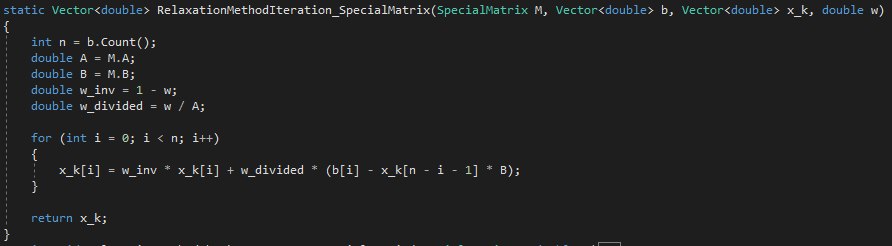 static Vector<double> RelaxationMethodIteration_SpecialMatrix(SpecialMatrix M, Vector<double> b, Vector<double> x_k, double w)
{
int n = b.Count();
double A = M.A;
double B = M.B;
double w_inv = 1 - w;
double w_divided = w / A;
for (int i = 0; i < n; i++)
{
x_k[i] = w_inv * x_k[i] + w_divided * (b[i] - x_k[n - i - 1] * B);
}
return x_k;
}